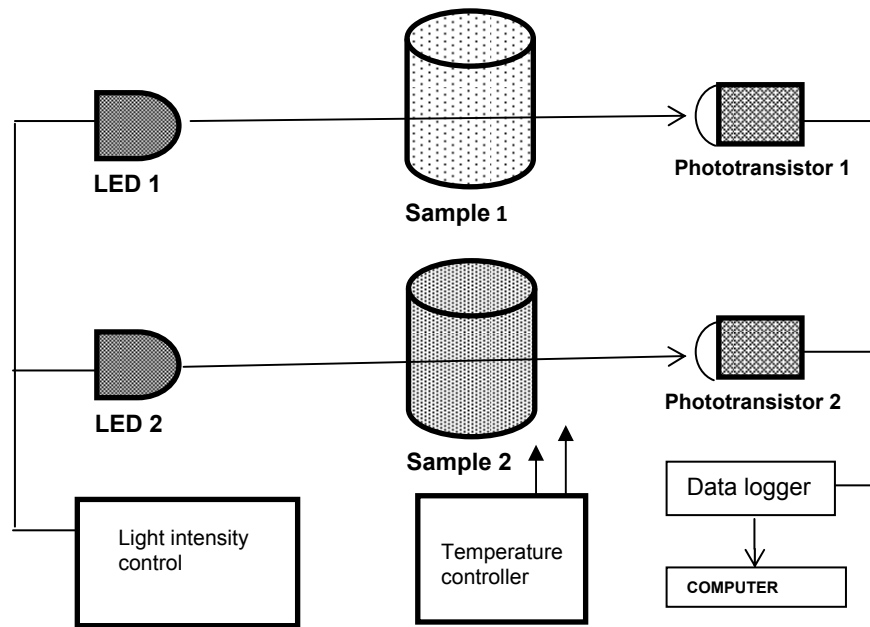 LED 1
Sample 1
Phototransistor 1
LED 2
Sample 2
Phototransistor 2
Light intensity
control
Temperature
controller
Data logger
COMPUTER